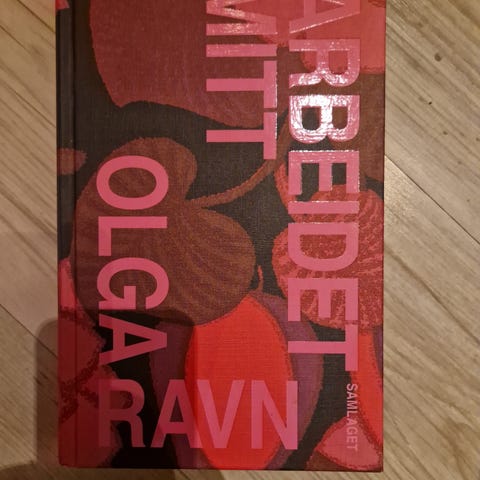 ARBEIDET
MITT
OLGA
RAVN
SAMLAGET